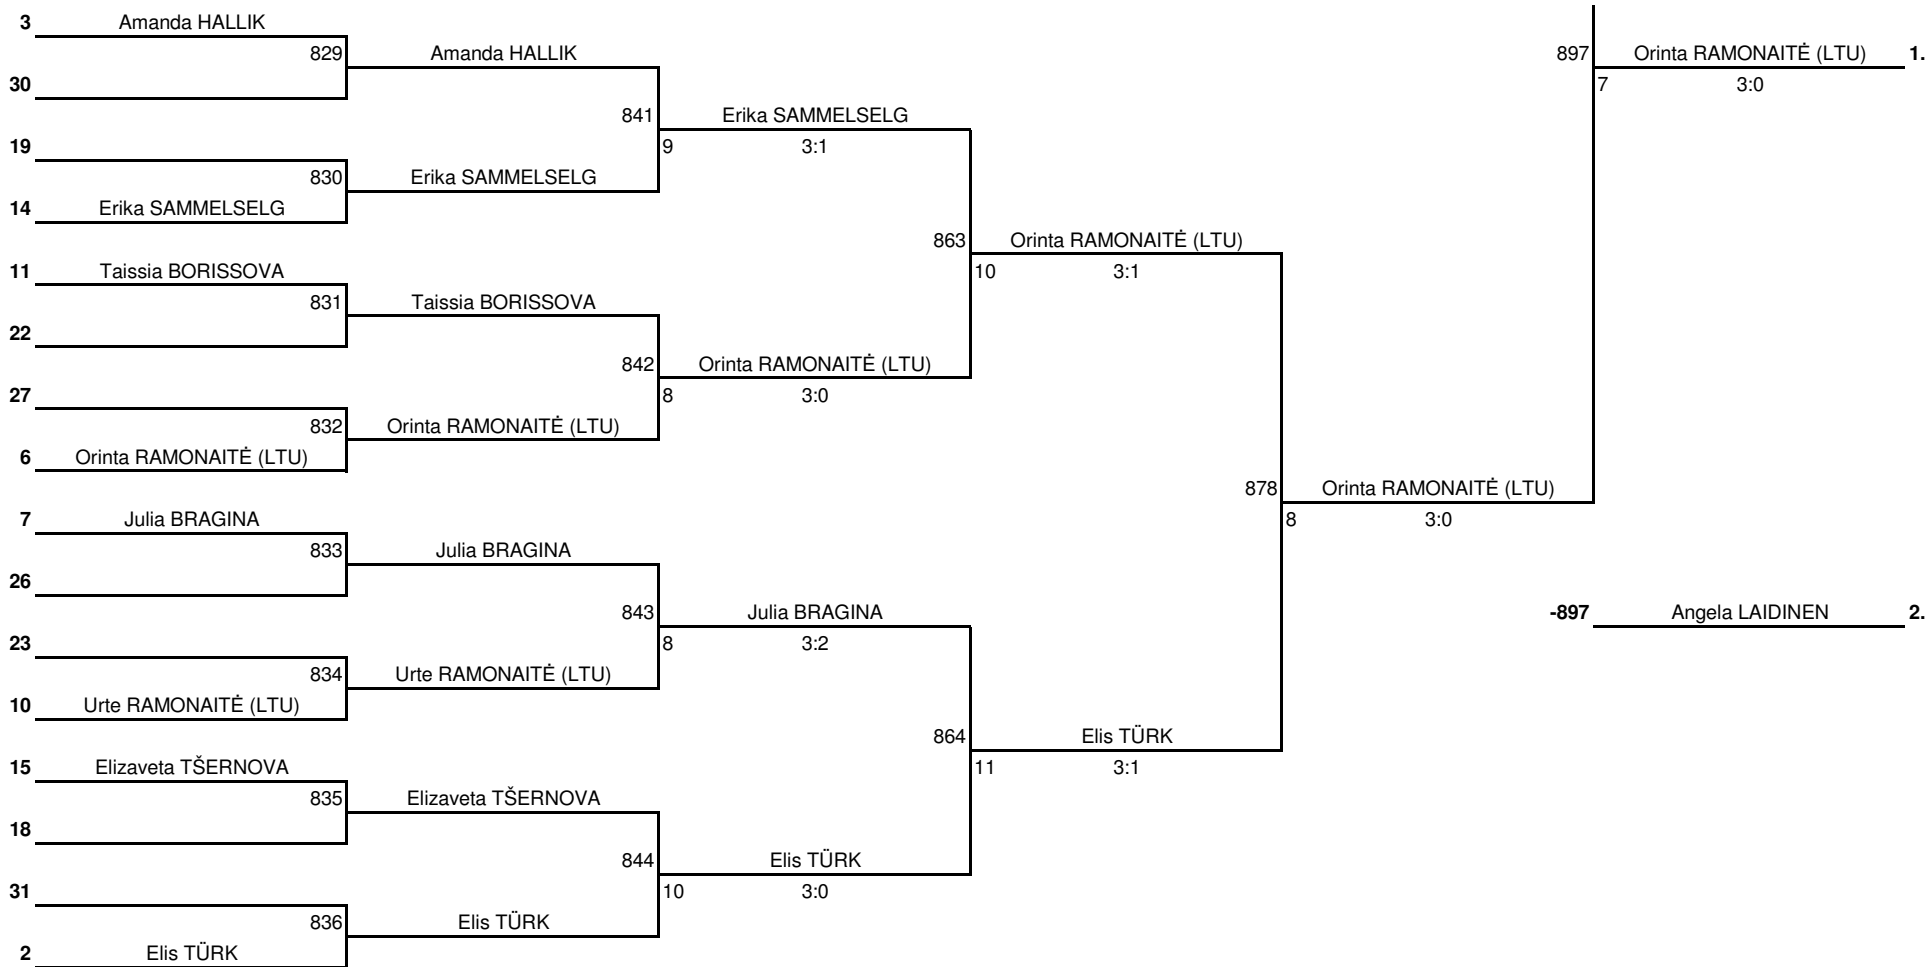 3 Amanda HALLIK
829 Amanda HALLIK 897 Orinta RAMONAITĖ (LTU) 1.
30 7 3:0
841 Erika SAMMELSELG
19 9 3:1
830 Erika SAMMELSELG
14 Erika SAMMELSELG
863 Orinta RAMONAITĖ (LTU)
11 Taissia BORISSOVA 10 3:1
831 Taissia BORISSOVA
22
842 Orinta RAMONAITĖ (LTU)
27 8 3:0
832 Orinta RAMONAITĖ (LTU)
6 Orinta RAMONAITĖ (LTU)
878 Orinta RAMONAITĖ (LTU)
7 Julia BRAGINA 8 3:0
833 Julia BRAGINA
26
843 Julia BRAGINA -897 Angela LAIDINEN 2.
23 8 3:2
834 Urte RAMONAITĖ (LTU)
10 Urte RAMONAITĖ (LTU)
864 Elis TÜRK
15 Elizaveta TŠERNOVA 11 3:1
835 Elizaveta TŠERNOVA
18
844 Elis TÜRK
31 10 3:0
836 Elis TÜRK
2 Elis TÜRK